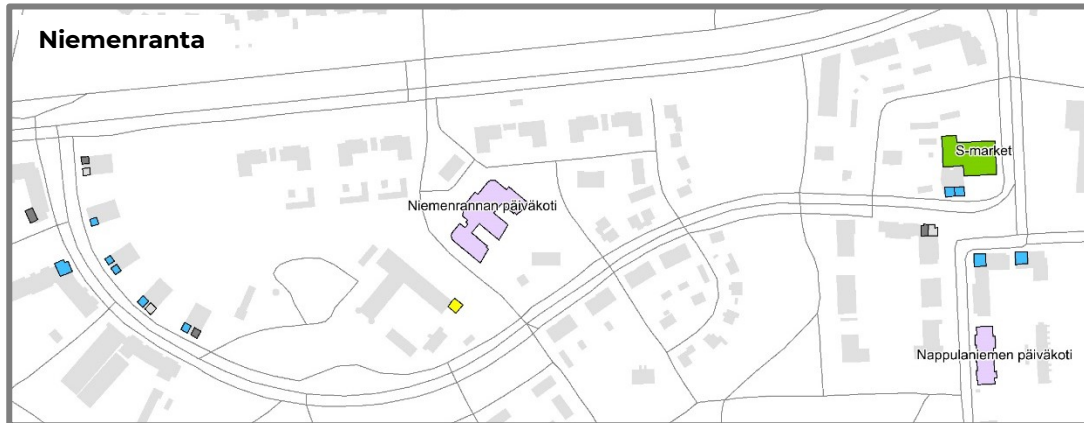 Niemenranta
S-market
Niemenrannan päiväkoti
Nappulaniemen päiväkoti